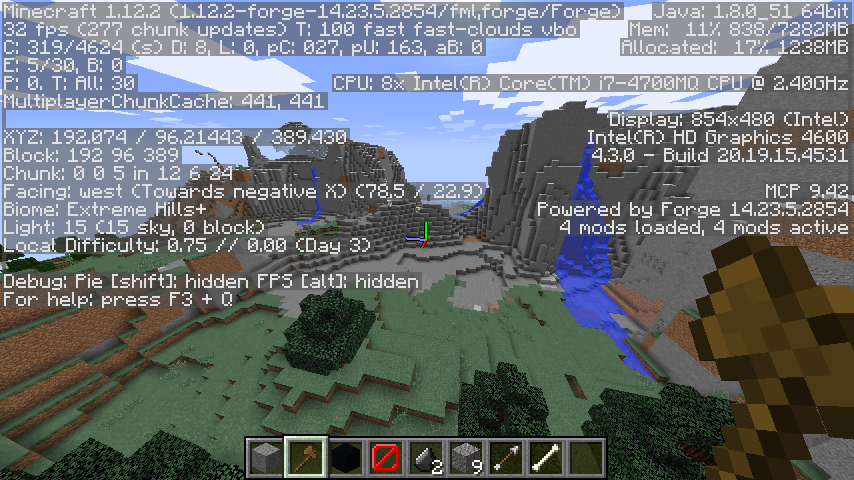 Minecraft 1.12.2 (1.12.2-forge-14.23.5.2854/fml,forge/Forge)
32 fps (277 chunk updates) T: 100 fast fast-clouds vbo
C: 319/4624 (s) D: 8, L: 0, pC: 027, pU: 163, aB: 0
E: 5/30, B: 0
P: 0. T: All: 30
MultiplayerChunkCache: 441, 441
XYZ: 192.074 / 96.21443 / 389.430
Block: 192 96 389
Chunk: 0 0 5 in 12 6 24
Facing: west (Towards negative X) (78.5 / 22.9)
Biome: Extreme Hills+
Light: 15 (15 sky, 0 block)
Local Difficulty: 0.75 // 0.00 (Day 3)
Debug: Pie [shift]: hidden FPS [alt]: hidden
For help: press F3 + Q
Java: 1.8.0_51 64bit
Mem: 11% 838/7282MB
Allocated: 17% 1238MB
CPU: 8x Intel(R) Core(TM) i7-4700MQ CPU @ 2.40GHz
Display: 854x480 (Intel)
Intel(R) HD Graphics 4600
4.3.0 - Build 20.19.15.4531
MCP 9.42
Powered by Forge 14.23.5.2854
4 mods loaded, 4 mods active
2
9